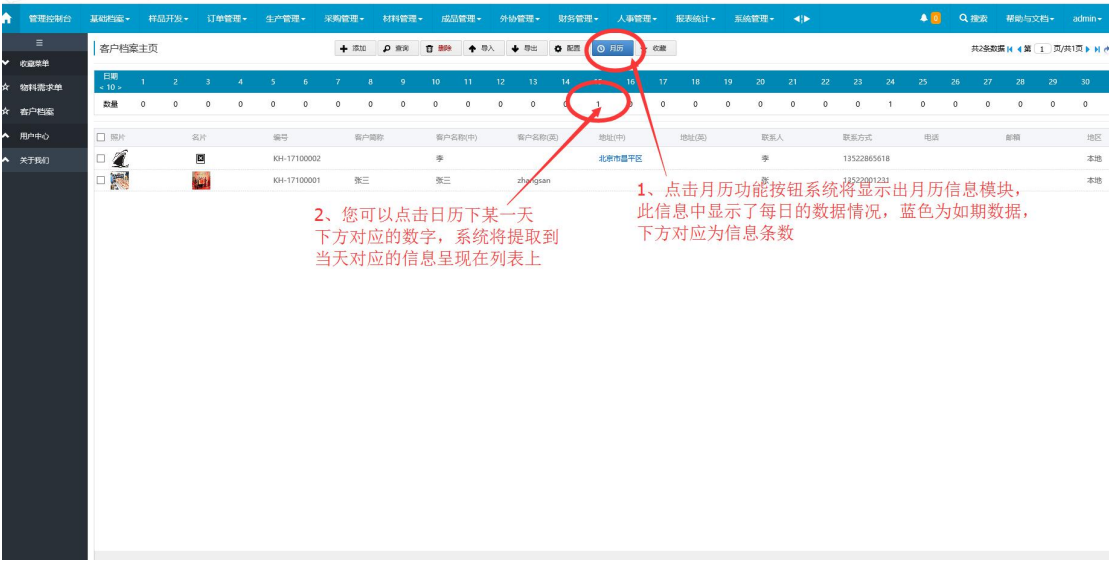 管理控制台 基础档案 样品开发 订单管理 生产管理 采购管理 材料管理 成品管理 外协管理 财务管理 人事管理 报表统计 系统管理 0 搜索 帮助与文档 admin
客户档案主页 添加 查询 删除 导入 导出 配置 月历 收藏 共2条数据 第 1 页/共1页
收藏菜单
物料需求单
客户档案
用户中心
关于我们
日期 1 2 3 4 5 6 7 8 9 10 11 12 13 14 15 16 17 18 19 20 21 22 23 24 25 26 27 28 29 30
< 10 >
数量 0 0 0 0 0 0 0 0 0 0 0 0 0 0 1 0 0 0 0 0 0 0 0 1 0 0 0 0 0 0
照片 名片 编号 客户简称 客户名称(中) 客户名称(英) 地址(中) 地址(英) 联系人 联系方式 电话 邮箱 地区
KH-17100002 李 北京市昌平区 李 13522865618 本地
KH-17100001 张三 张三 zhangsan 张 13522001231 本地
1、点击月历功能按钮系统将显示出月历信息模块，
此信息中显示了每日的数据情况，蓝色为如期数据，
下方对应为信息条数
2、您可以点击日历下某一天
下方对应的数字，系统将提取到
当天对应的信息呈现在列表上